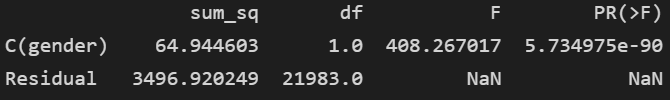 sum_sq df F PR(>F)
C(gender) 64.944603 1.0 408.267017 5.734975e-90
Residual 3496.920249 21983.0 NaN NaN